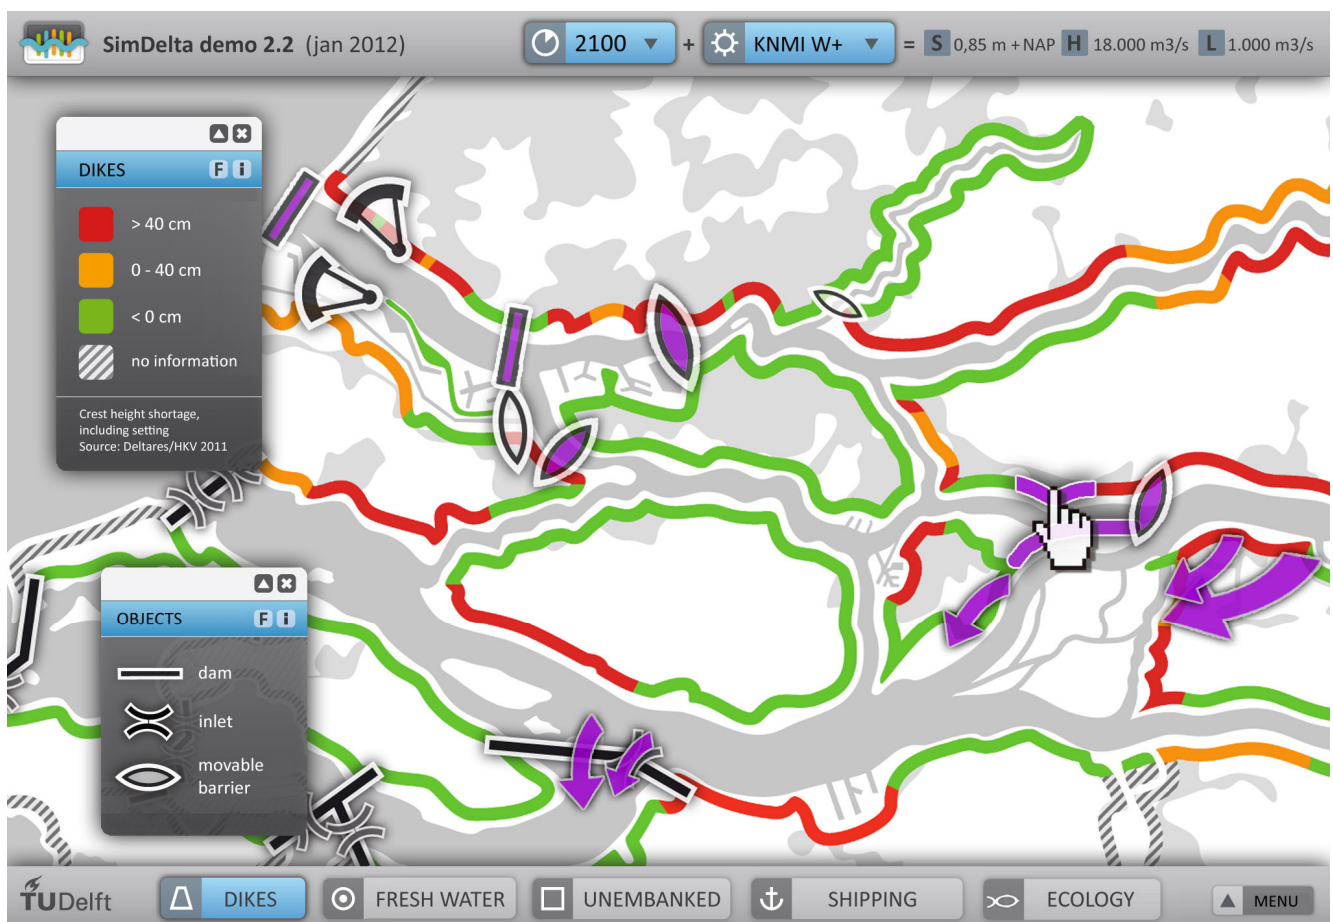 SimDelta demo 2.2 (jan 2012)
2100 + KNMI W+ = S 0,85 m + NAP H 18.000 m3/s L 1.000 m3/s
DIKES F i
> 40 cm
0 - 40 cm
< 0 cm
no information
Crest height shortage,
including setting
Source: Deltares/HKV 2011
OBJECTS F i
dam
inlet
movable
barrier
TUDelft DIKES FRESH WATER UNEMBANKED SHIPPING ECOLOGY MENU